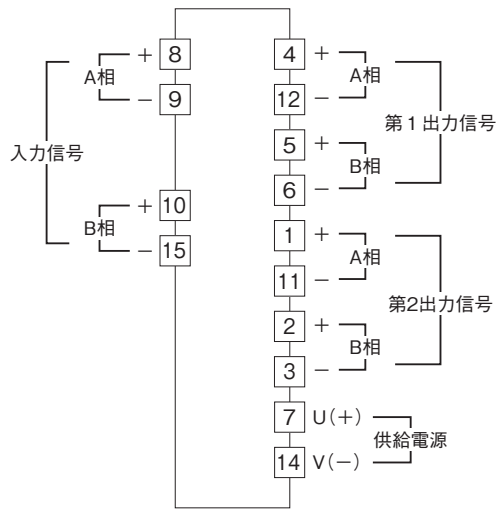 入力信号
A相
+ 8
− 9
B相
+ 10
− 15
4 +
12 −
A相
5 +
6 −
B相
第1出力信号
1 +
11 −
A相
2 +
3 −
B相
第2出力信号
7 U(+)
14 V(−)
供給電源